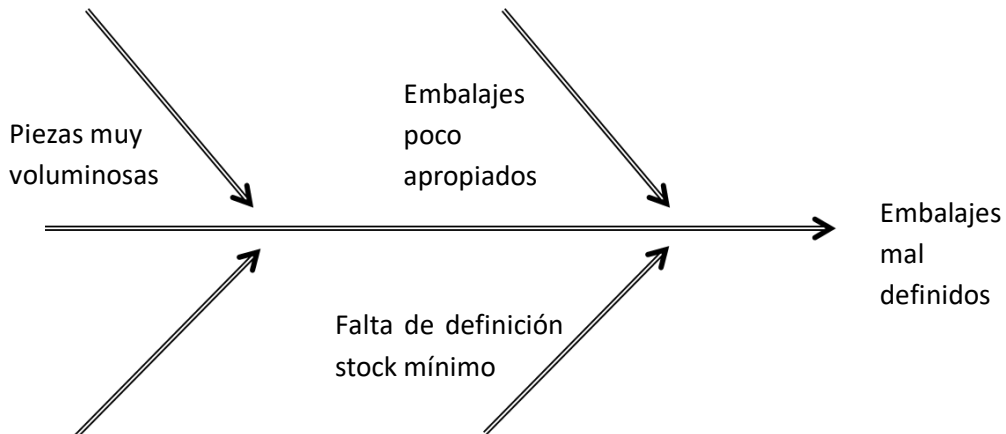 Piezas muy
voluminosas
Embalajes
poco
apropiados
Falta de definición
stock mínimo
Embalajes
mal
definidos